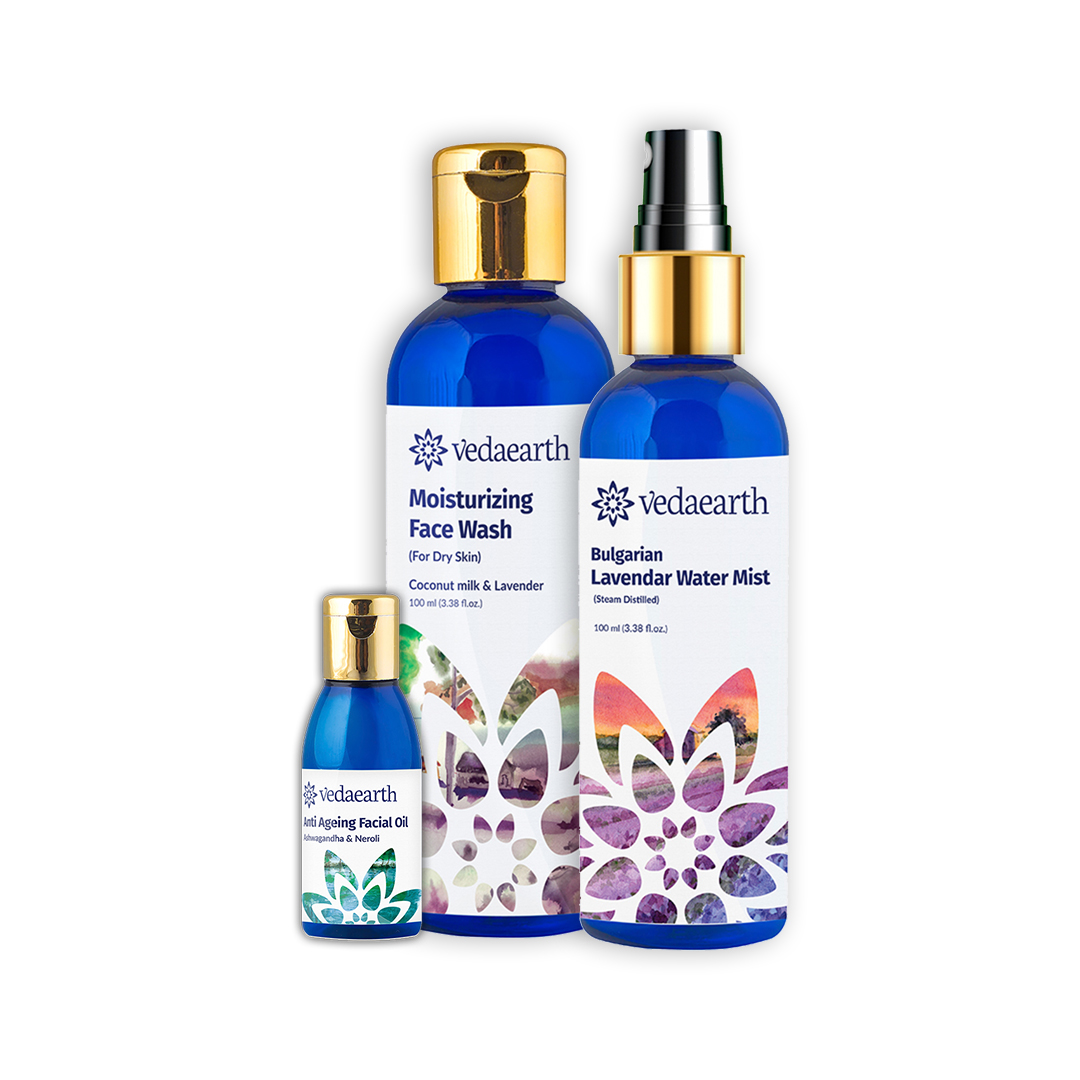 vedaearth
Moisturizing
Face Wash
(For Dry Skin)
Coconut milk & Lavender
100 ml (3.38 fl.oz.)
vedaearth
Bulgarian
Lavendar Water Mist
(Steam Distilled)
100 ml (3.38 fl.oz.)
vedaearth
Anti Ageing Facial Oil
Ashwagandha & Neroli